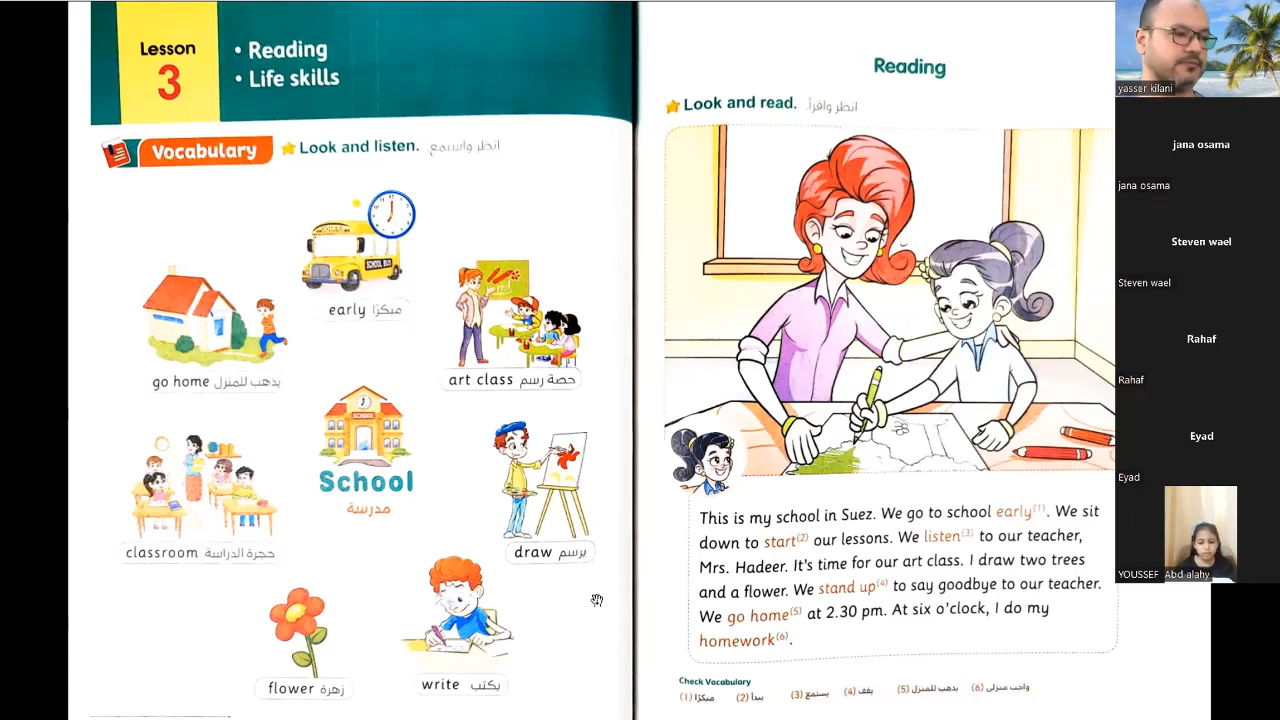 Lesson
3
• Reading
• Life skills
Vocabulary
Look and listen. انظر واستمع
SCHOOL BUS
early مبكرًا
go home يذهب للمنزل
art class حصة رسم
SCHOOL
School
مدرسة
classroom حجرة الدراسة
draw يرسم
flower زهرة
write يكتب
Reading
Look and read. انظر واقرأ.
This is my school in Suez. We go to school early(1). We sit
down to start(2) our lessons. We listen(3) to our teacher,
Mrs. Hadeer. It's time for our art class. I draw two trees
and a flower. We stand up(4) to say goodbye to our teacher.
We go home(5) at 2.30 pm. At six o'clock, I do my
homework(6).
Check Vocabulary
(1) مبكرًا (2) يبدأ (3) يستمع (4) يقف (5) يذهب للمنزل (6) واجب منزلى
yasser kilani
jana osama
jana osama
Steven wael
Steven wael
Rahaf
Rahaf
Eyad
Eyad
YOUSSEF Abd alahy